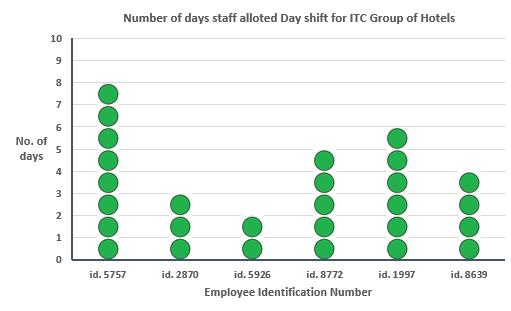 Number of days staff alloted Day shift for ITC Group of Hotels
10
9
8
7
6
5
4
3
2
1
0
No. of
days
id. 5757 id. 2870 id. 5926 id. 8772 id. 1997 id. 8639
Employee Identification Number